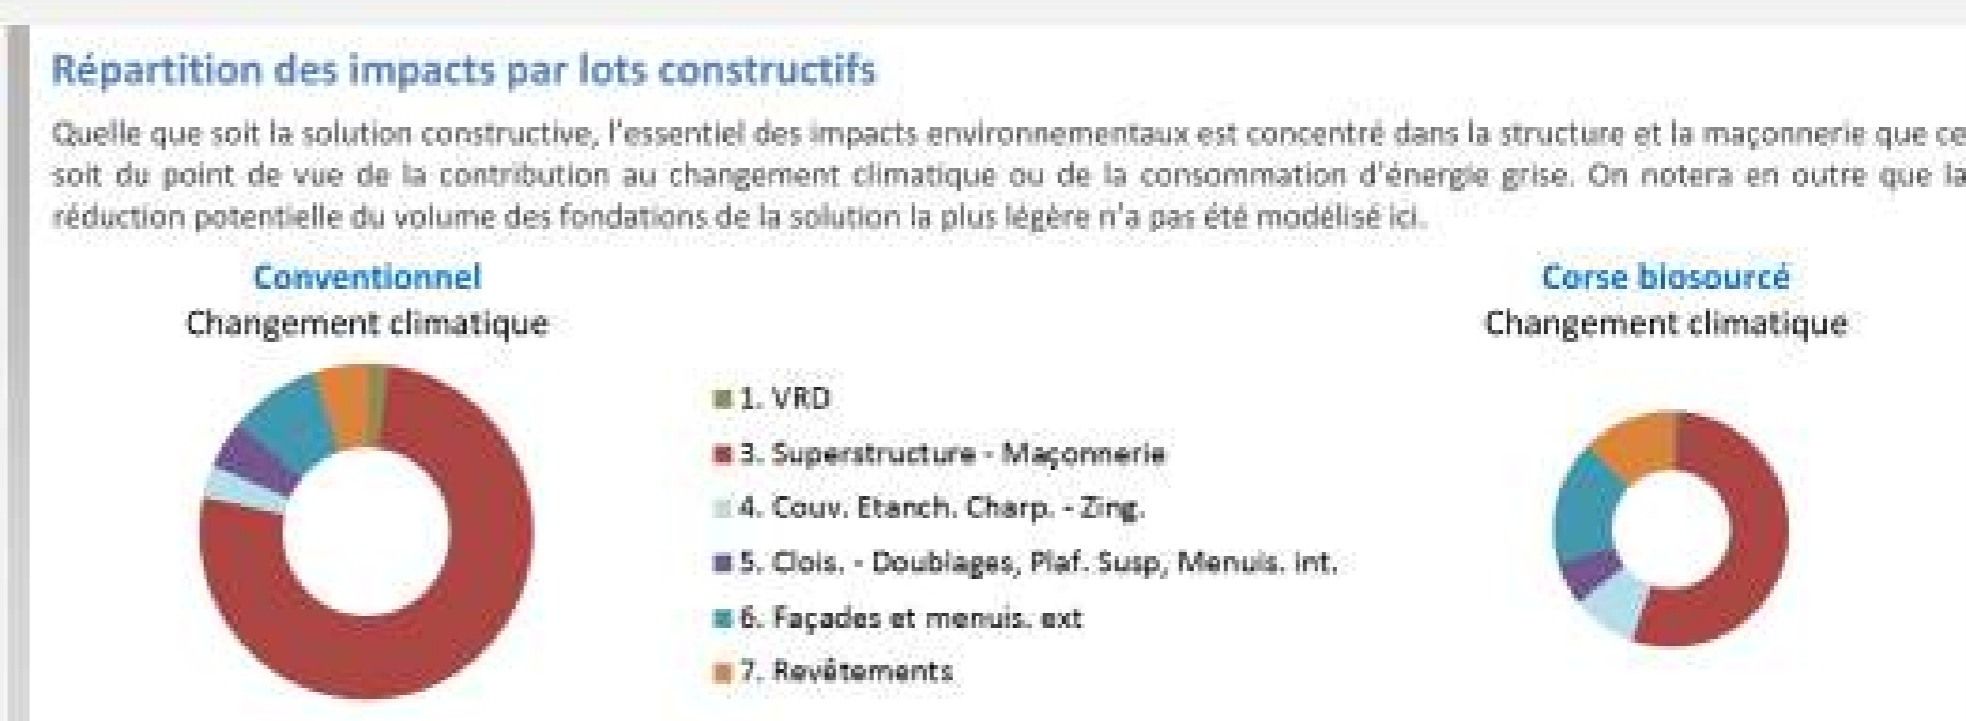 Répartition des impacts par lots constructifs
Quelle que soit la solution constructive, l'essentiel des impacts environnementaux est concentré dans la structure et la maçonnerie que ce
soit du point de vue de la contribution au changement climatique ou de la consommation d'énergie grise. On notera en outre que la
réduction potentielle du volume des fondations de la solution la plus légère n'a pas été modélisé ici.
Conventionnel
Changement climatique
Corse biosourcé
Changement climatique
1. VRD
3. Superstructure - Maçonnerie
4. Couv. Etanch. Charp. - Zing.
5. Clois. - Doublages, Plaf. Susp, Menuis. int.
6. Façades et menuis. ext
7. Revêtements